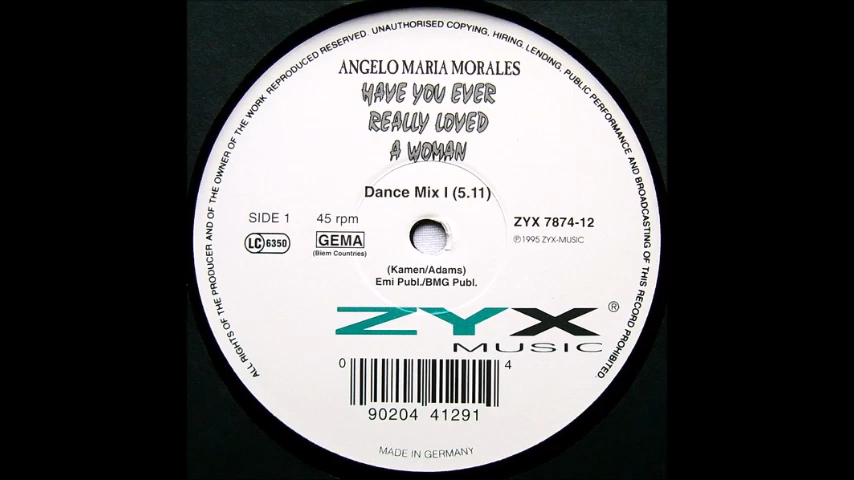 ALL RIGHTS OF THE PRODUCER AND OF THE OWNER OF THE WORK REPRODUCED RESERVED. UNAUTHORISED COPYING, HIRING, LENDING, PUBLIC PERFORMANCE AND BROADCASTING OF THIS RECORD PROHIBITED.
ANGELO MARIA MORALES
HAVE YOU EVER
REALLY LOVED
A WOMAN
Dance Mix I (5.11)
SIDE 1 45 rpm ZYX 7874-12
LC 6350 GEMA ℗1995 ZYX-MUSIC
(Biem Countries)
(Kamen/Adams)
Emi Publ./BMG Publ.
ZYX ®
MUSIC
0 90204 41291 4
MADE IN GERMANY